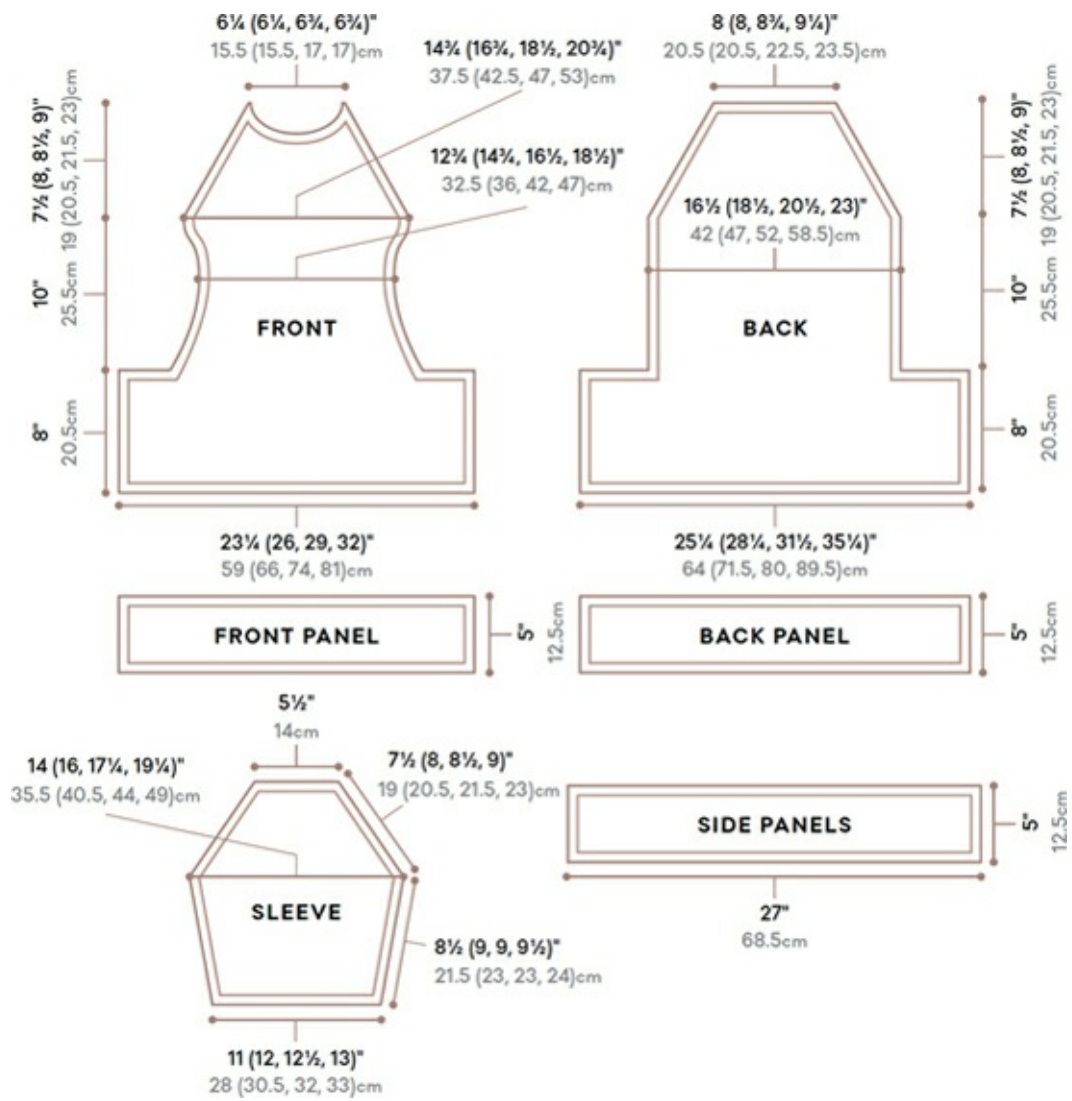 6¼ (6¼, 6¾, 6¾)"
15.5 (15.5, 17, 17)cm
14¾ (16¾, 18½, 20¾)"
37.5 (42.5, 47, 53)cm
12¾ (14¾, 16½, 18½)"
32.5 (36, 42, 47)cm
7½ (8, 8½, 9)"
19 (20.5, 21.5, 23)cm
10"
25.5cm
8"
20.5cm
FRONT
23¼ (26, 29, 32)"
59 (66, 74, 81)cm
8 (8, 8¾, 9¼)"
20.5 (20.5, 22.5, 23.5)cm
16½ (18½, 20½, 23)"
42 (47, 52, 58.5)cm
BACK
7½ (8, 8½, 9)"
19 (20.5, 21.5, 23)cm
10"
25.5cm
8"
20.5cm
25¼ (28¼, 31½, 35¼)"
64 (71.5, 80, 89.5)cm
FRONT PANEL
5"
12.5cm
BACK PANEL
5"
12.5cm
5½"
14cm
14 (16, 17¼, 19¼)"
35.5 (40.5, 44, 49)cm
7½ (8, 8½, 9)"
19 (20.5, 21.5, 23)cm
SLEEVE
8½ (9, 9, 9½)"
21.5 (23, 23, 24)cm
11 (12, 12½, 13)"
28 (30.5, 32, 33)cm
SIDE PANELS
5"
12.5cm
27"
68.5cm